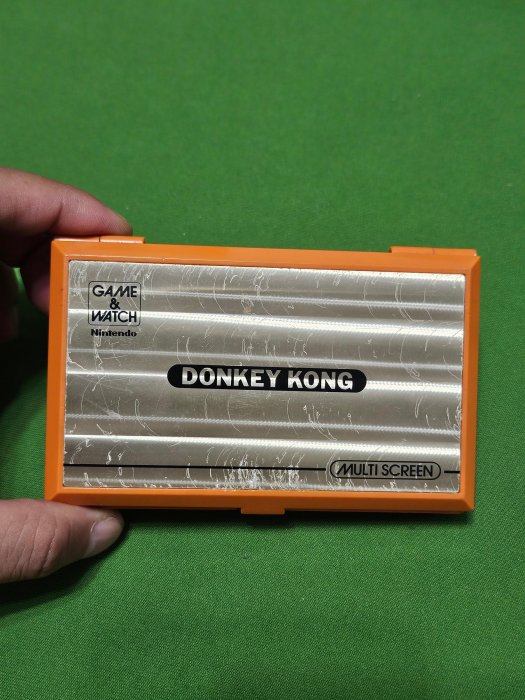 GAME
&
WATCH
Nintendo
DONKEY KONG
MULTI SCREEN